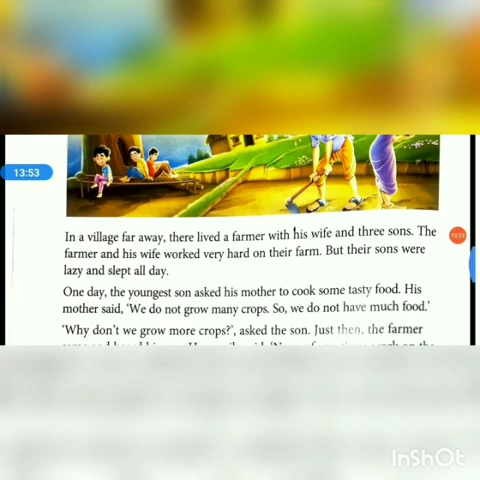 13:53
In a village far away, there lived a farmer with his wife and three sons. The
farmer and his wife worked very hard on their farm. But their sons were
lazy and slept all day.
One day, the youngest son asked his mother to cook some tasty food. His
mother said, ‘We do not grow many crops. So, we do not have much food.’
‘Why don’t we grow more crops?’, asked the son. Just then, the farmer
INSHOT